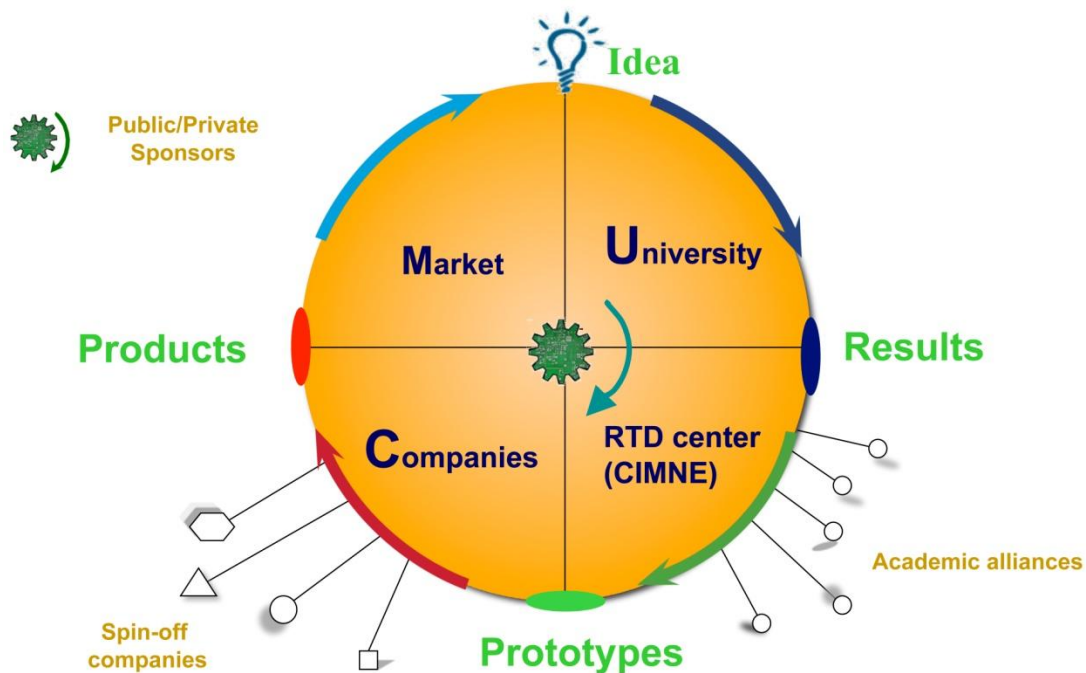 Idea
Public/Private
Sponsors
Market
University
Products
Results
Companies
RTD center
(CIMNE)
Academic alliances
Spin-off
companies
Prototypes